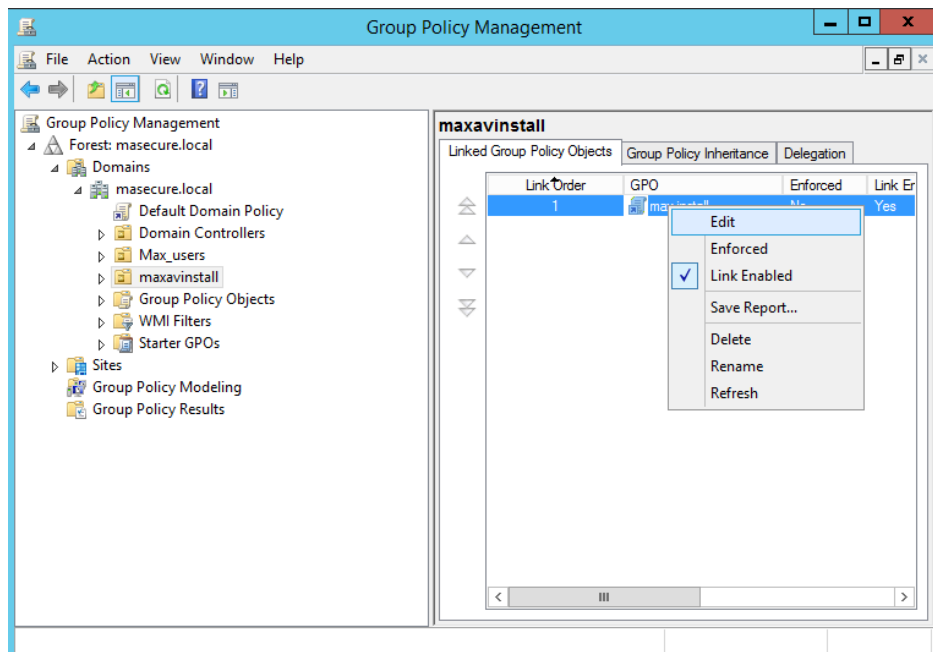 Group Policy Management
File Action View Window Help
Group Policy Management
Forest: masecure.local
Domains
masecure.local
Default Domain Policy
Domain Controllers
Max_users
maxavinstall
Group Policy Objects
WMI Filters
Starter GPOs
Sites
Group Policy Modeling
Group Policy Results
maxavinstall
Linked Group Policy Objects Group Policy Inheritance Delegation
Link Order GPO Enforced Link Er
1 No Yes
Edit
Enforced
Link Enabled
Save Report...
Delete
Rename
Refresh